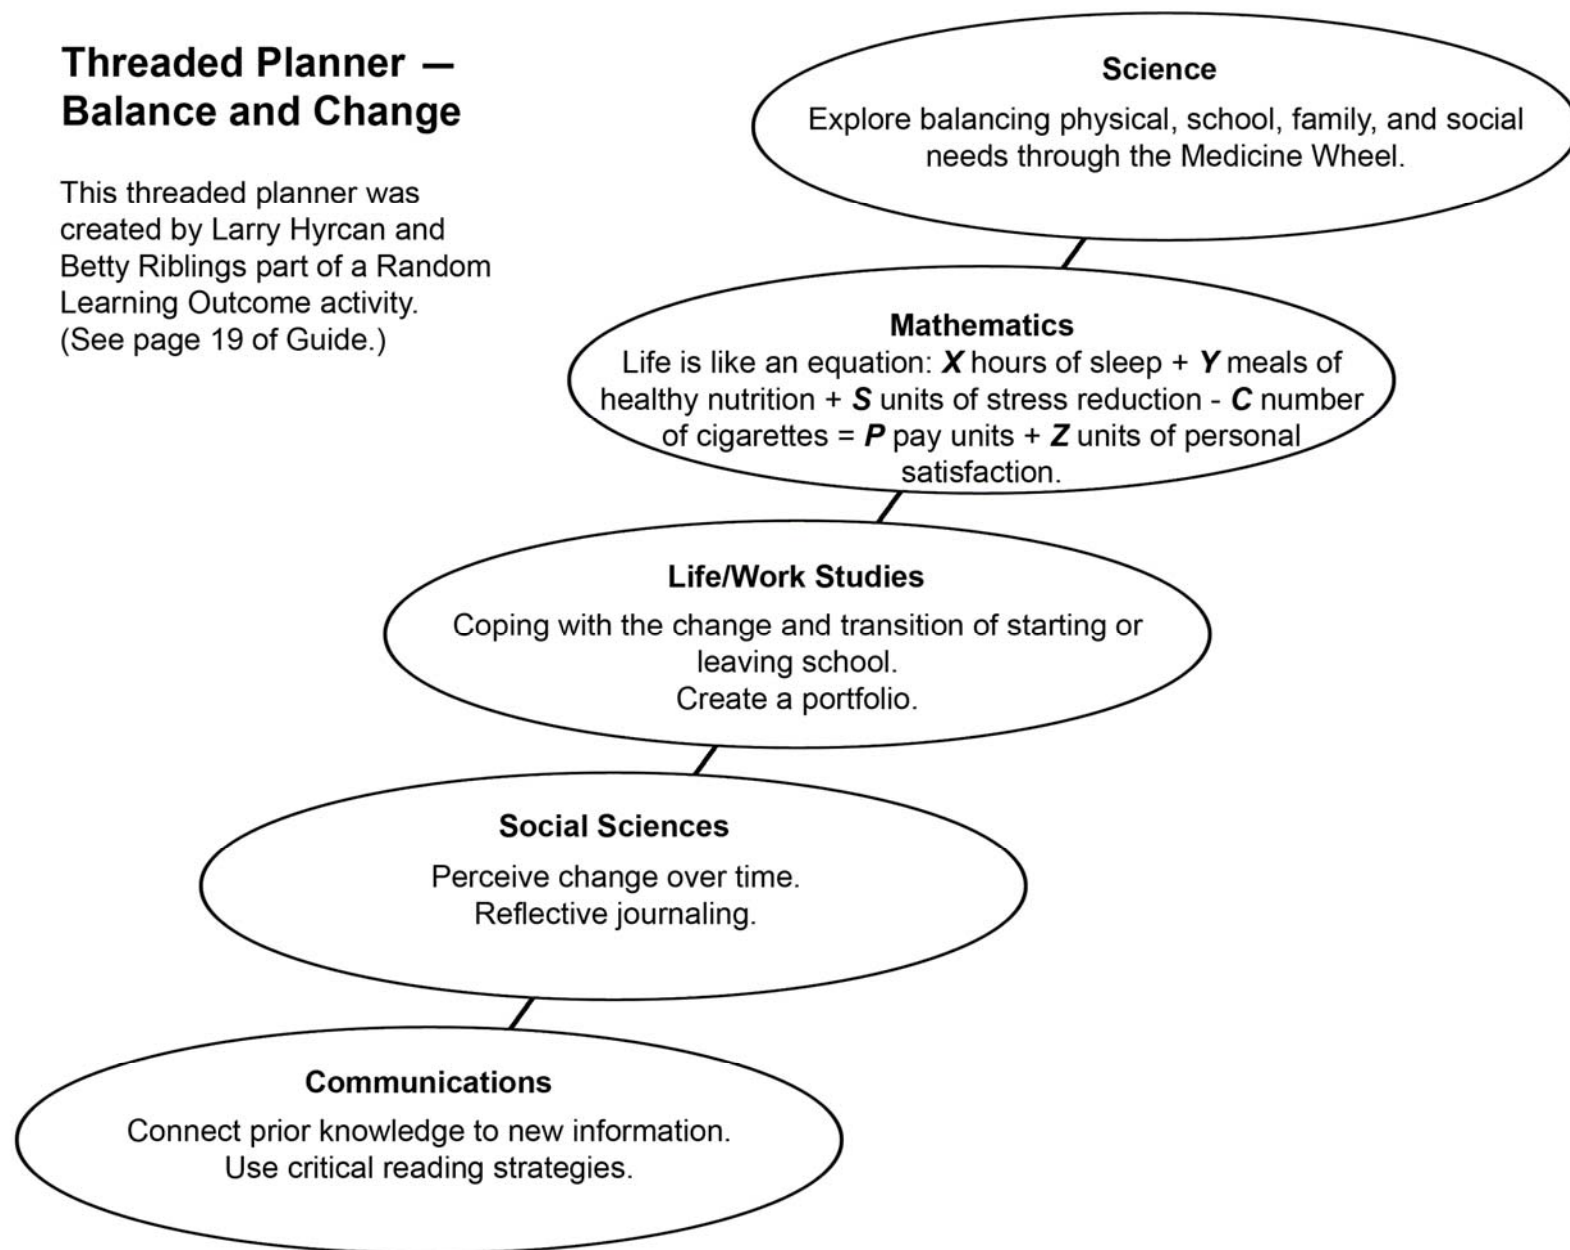 Threaded Planner —
Balance and Change
This threaded planner was
created by Larry Hyrcan and
Betty Riblings part of a Random
Learning Outcome activity.
(See page 19 of Guide.)
Science
Explore balancing physical, school, family, and social
needs through the Medicine Wheel.
Mathematics
Life is like an equation: X hours of sleep + Y meals of
healthy nutrition + S units of stress reduction - C number
of cigarettes = P pay units + Z units of personal
satisfaction.
Life/Work Studies
Coping with the change and transition of starting or
leaving school.
Create a portfolio.
Social Sciences
Perceive change over time.
Reflective journaling.
Communications
Connect prior knowledge to new information.
Use critical reading strategies.